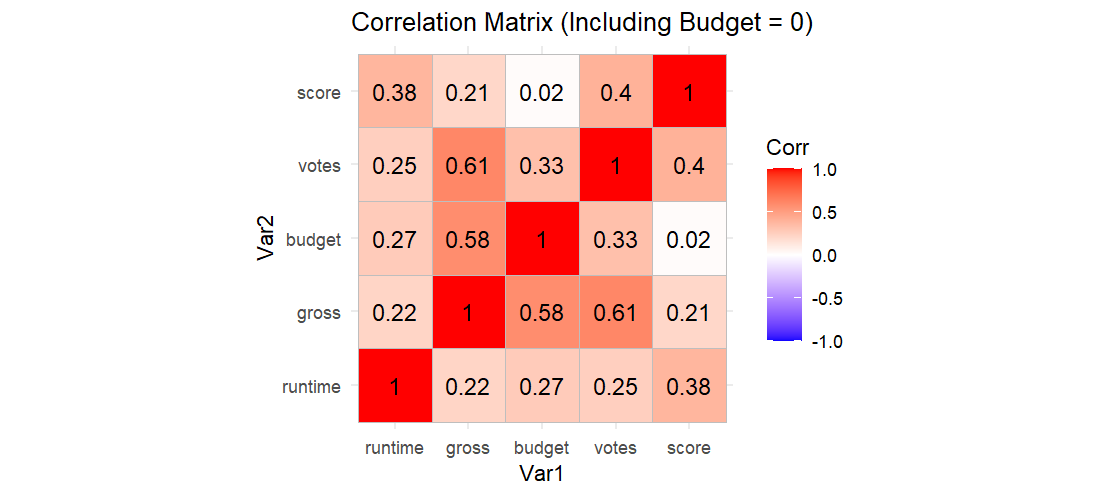 Correlation Matrix (Including Budget = 0)
score 0.38 0.21 0.02 0.4 1
votes 0.25 0.61 0.33 1 0.4
budget 0.27 0.58 1 0.33 0.02
gross 0.22 1 0.58 0.61 0.21
runtime 1 0.22 0.27 0.25 0.38
runtime gross budget votes score
Var1
Var2
Corr
1.0
0.5
0.0
-0.5
-1.0